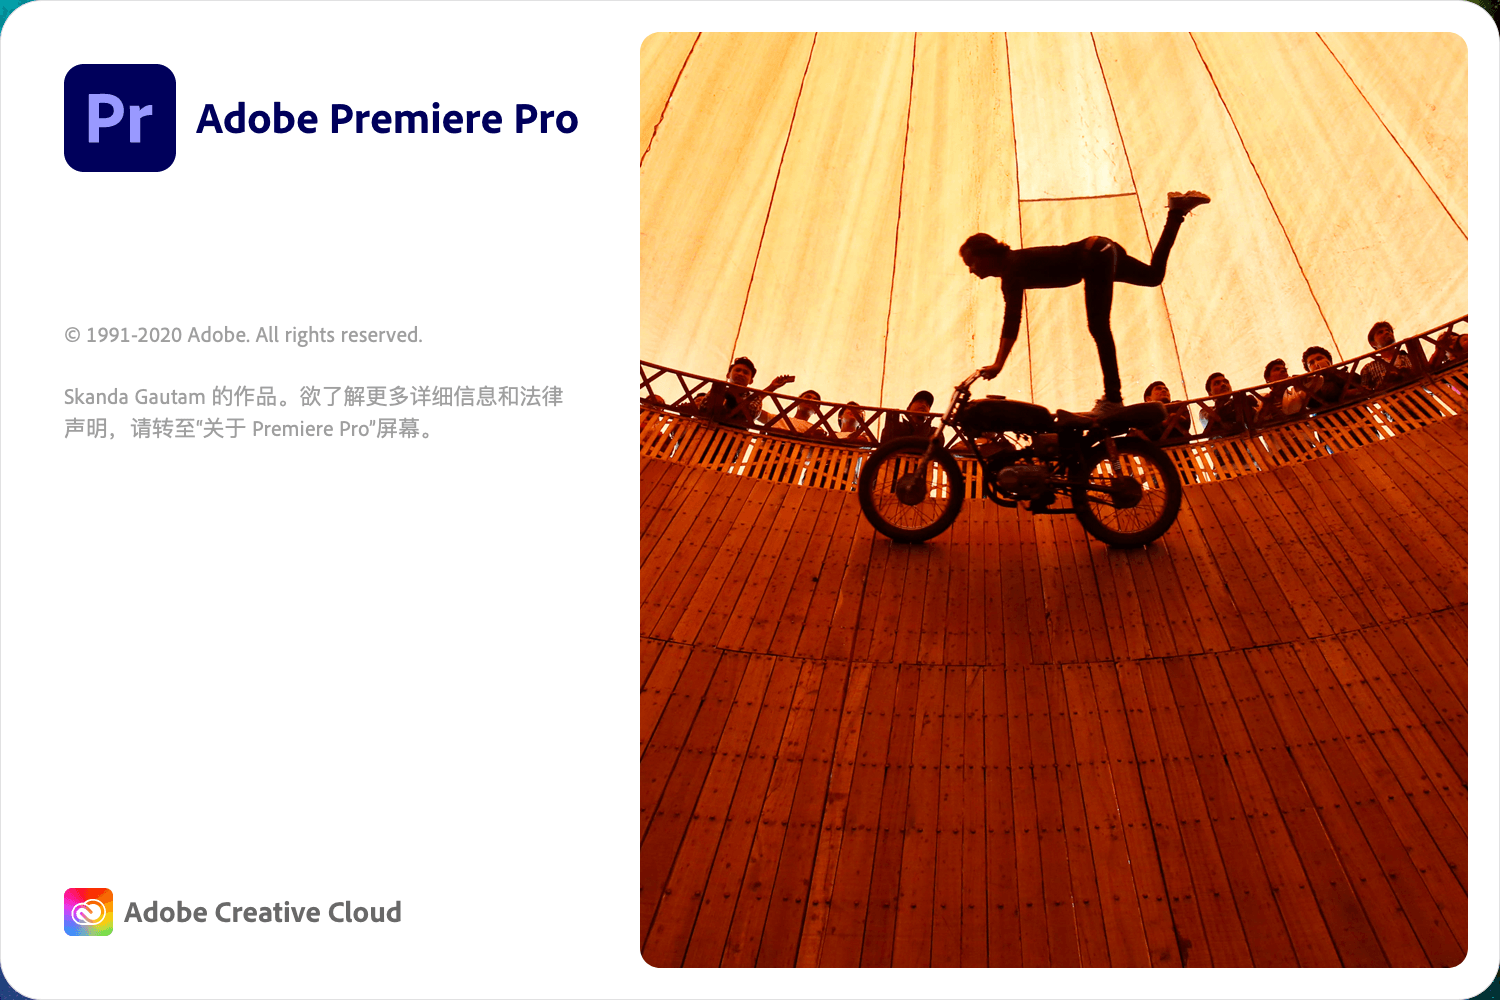 Pr
Adobe Premiere Pro
© 1991-2020 Adobe. All rights reserved.
Skanda Gautam 的作品。欲了解更多详细信息和法律
声明，请转至"关于 Premiere Pro"屏幕。
Adobe Creative Cloud